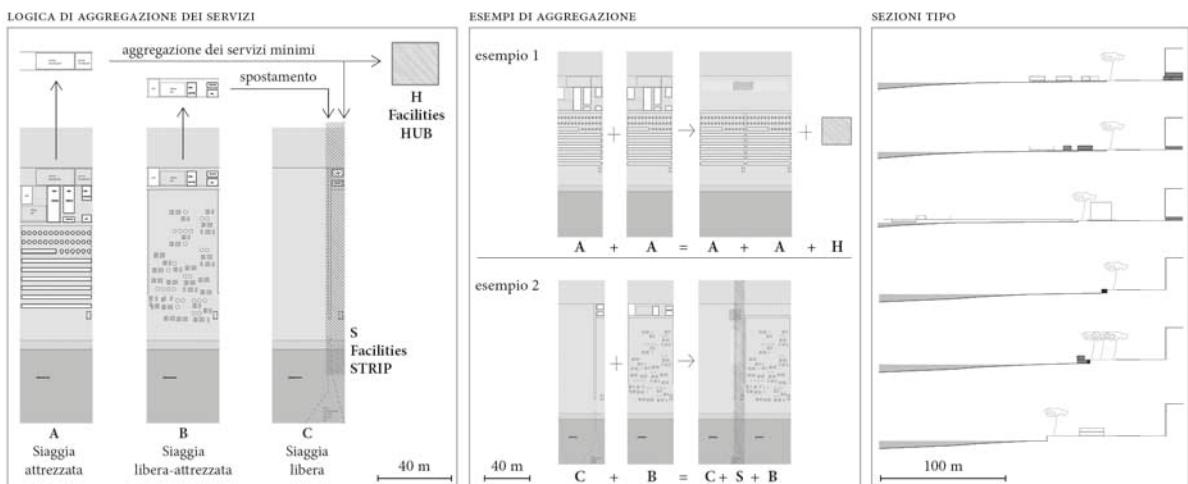 LOGICA DI AGGREGAZIONE DEI SERVIZI
aggregazione dei servizi minimi
spostamento
H
Facilities
HUB
S
Facilities
STRIP
A
Siaggia
attrezzata
B
Siaggia
libera-attrezzata
C
Siaggia
libera
40 m
ESEMPI DI AGGREGAZIONE
esempio 1
+
+
A + A = A + A + H
esempio 2
+
C + B = C + S + B
40 m
SEZIONI TIPO
100 m